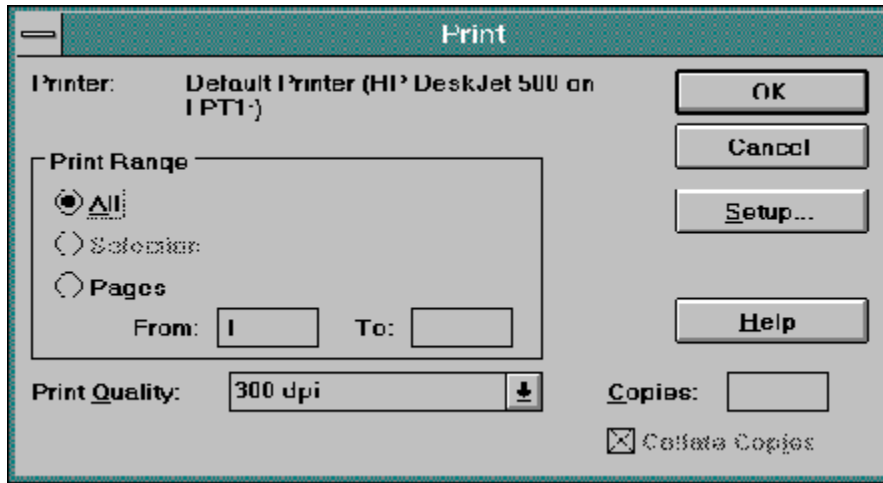 Print
Printer: Default Printer (HP DeskJet 500 on
LPT1:)
OK
Cancel
Print Range
All
Setup...
Selection
Pages
From: 1 To:
Help
Print Quality: 300 dpi
Copies:
Collate Copies